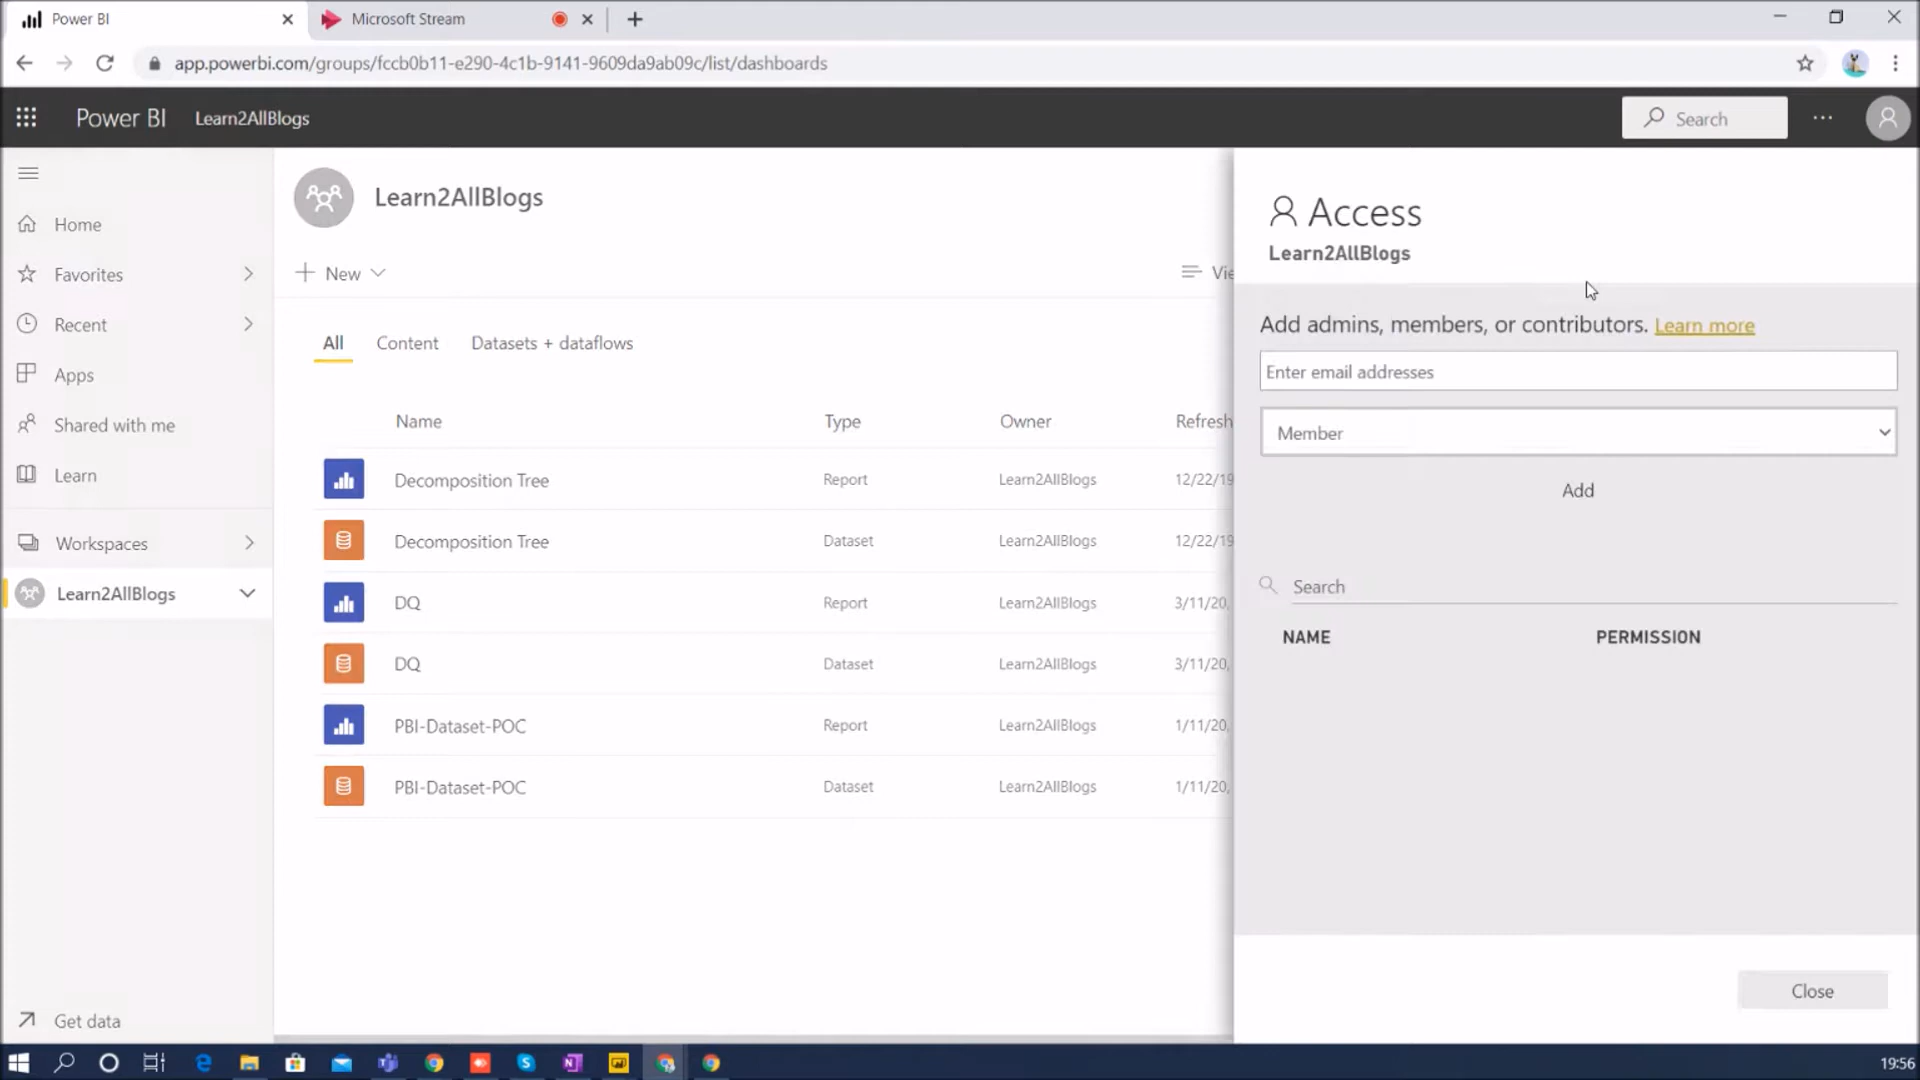 Power BI
Microsoft Stream
app.powerbi.com/groups/fccb0b11-e290-4c1b-9141-9609da9ab09c/list/dashboards
Power BI Learn2AllBlogs
Search
Home
Favorites
Recent
Apps
Shared with me
Learn
Workspaces
Learn2AllBlogs
Get data
Learn2AllBlogs
New
Vie
All Content Datasets + dataflows
Name Type Owner Refresh
Decomposition Tree Report Learn2AllBlogs 12/22/19
Decomposition Tree Dataset Learn2AllBlogs 12/22/19
DQ Report Learn2AllBlogs 3/11/20,
DQ Dataset Learn2AllBlogs 3/11/20,
PBI-Dataset-POC Report Learn2AllBlogs 1/11/20,
PBI-Dataset-POC Dataset Learn2AllBlogs 1/11/20,
Access
Learn2AllBlogs
Add admins, members, or contributors. Learn more
Enter email addresses
Member
Add
Search
NAME PERMISSION
Close
19:56